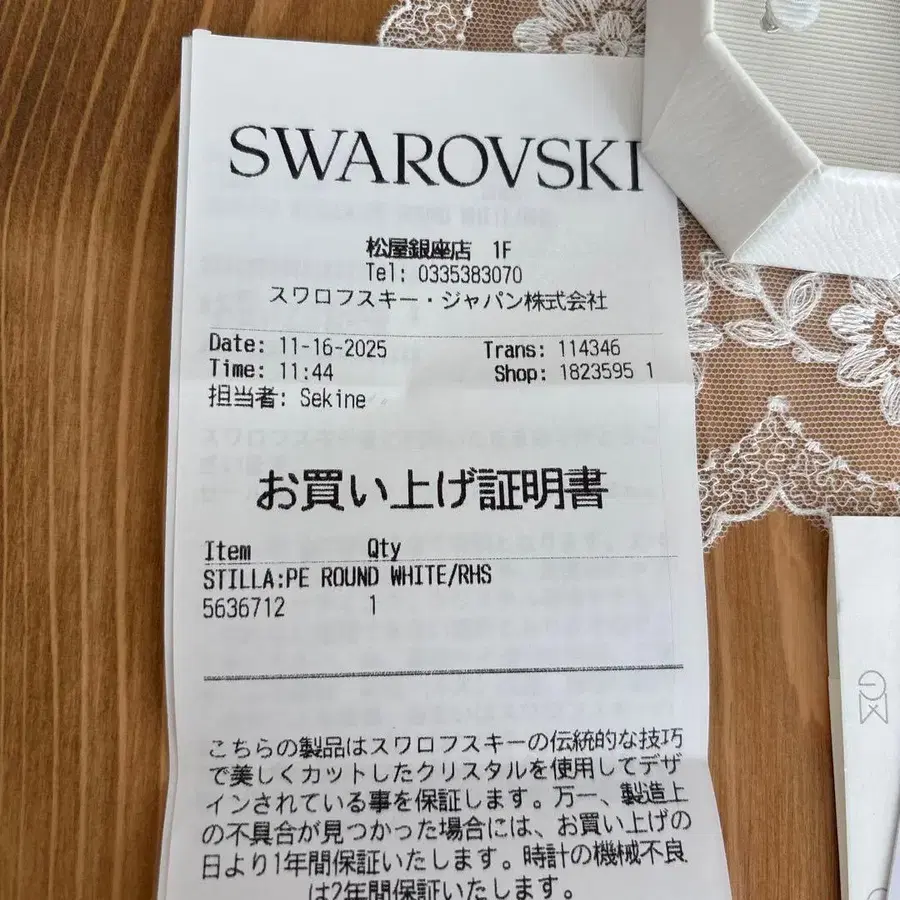 SWAROVSKI
松屋銀座店 1F
Tel: 0335383070
スワロフスキー・ジャパン株式会社
Date: 11-16-2025 Trans: 114346
Time: 11:44 Shop: 1823595 1
担当者: Sekine
お買い上げ証明書
Item Qty
STILLA:PE ROUND WHITE/RHS
5636712 1
こちらの製品はスワロフスキーの伝統的な技巧
で美しくカットしたクリスタルを使用してデザ
インされている事を保証します。万一、製造上
の不具合が見つかった場合には、お買い上げの
日より1年間保証いたします。時計の機械不良
は2年間保証いたします。